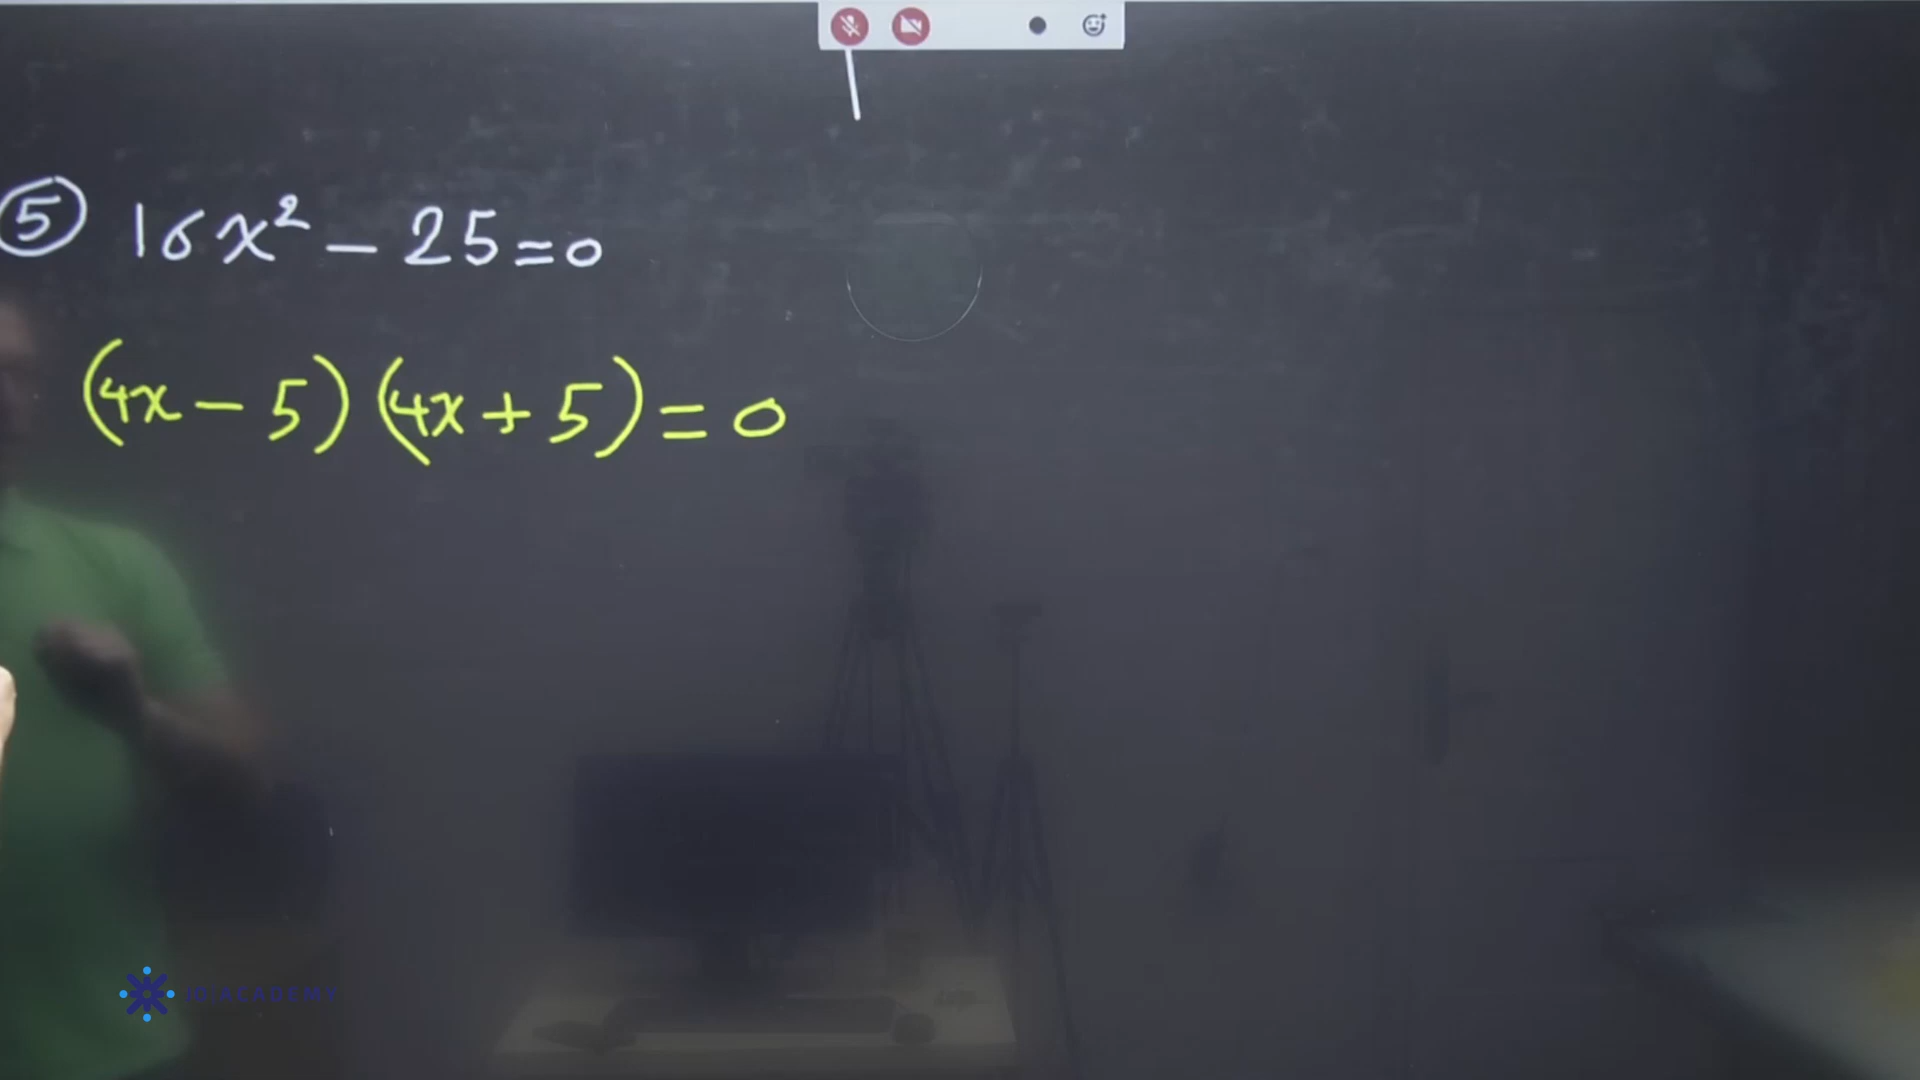 ⑤ 16x² - 25 = 0
(4x - 5) (4x + 5) = 0